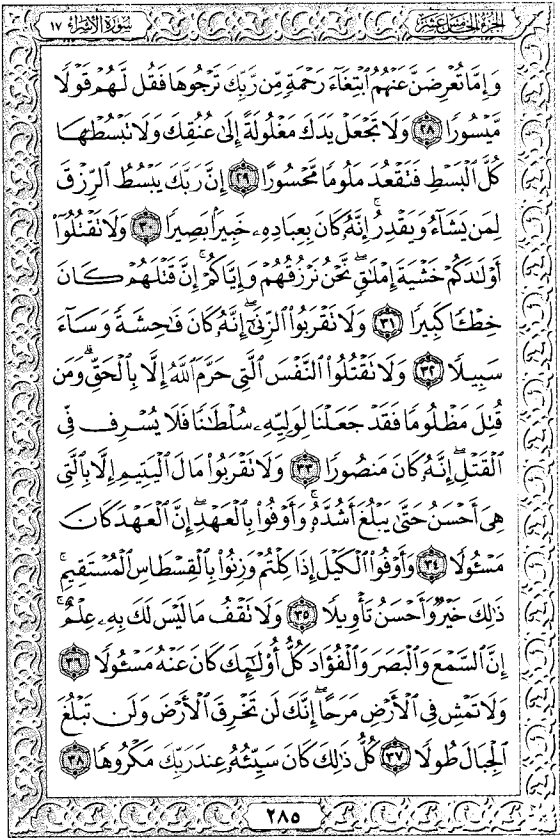 سورة الإسراء ١٧
الجزء الخامس عشر
وَإِمَّا تُعْرِضَنَّ عَنْهُمُ ٱبْتِغَآءَ رَحْمَةٍ مِّن رَّبِّكَ تَرْجُوهَا فَقُل لَّهُمْ قَوْلًا
مَّيْسُورًا ٢٨ وَلَا تَجْعَلْ يَدَكَ مَغْلُولَةً إِلَىٰ عُنُقِكَ وَلَا تَبْسُطْهَا
كُلَّ ٱلْبَسْطِ فَتَقْعُدَ مَلُومًا مَّحْسُورًا ٢٩ إِنَّ رَبَّكَ يَبْسُطُ ٱلرِّزْقَ
لِمَن يَشَآءُ وَيَقْدِرُ ۚ إِنَّهُۥ كَانَ بِعِبَادِهِۦ خَبِيرًۢا بَصِيرًا ٣٠ وَلَا تَقْتُلُوٓا۟
أَوْلَـٰدَكُمْ خَشْيَةَ إِمْلَـٰقٍ ۖ نَّحْنُ نَرْزُقُهُمْ وَإِيَّاكُمْ ۚ إِنَّ قَتْلَهُمْ كَانَ
خِطْـًٔا كَبِيرًا ٣١ وَلَا تَقْرَبُوا۟ ٱلزِّنَىٰٓ ۖ إِنَّهُۥ كَانَ فَـٰحِشَةً وَسَآءَ
سَبِيلًا ٣٢ وَلَا تَقْتُلُوا۟ ٱلنَّفْسَ ٱلَّتِى حَرَّمَ ٱللَّهُ إِلَّا بِٱلْحَقِّ ۗ وَمَن
قُتِلَ مَظْلُومًا فَقَدْ جَعَلْنَا لِوَلِيِّهِۦ سُلْطَـٰنًا فَلَا يُسْرِف فِّى
ٱلْقَتْلِ ۖ إِنَّهُۥ كَانَ مَنصُورًا ٣٣ وَلَا تَقْرَبُوا۟ مَالَ ٱلْيَتِيمِ إِلَّا بِٱلَّتِى
هِىَ أَحْسَنُ حَتَّىٰ يَبْلُغَ أَشُدَّهُۥ ۚ وَأَوْفُوا۟ بِٱلْعَهْدِ ۖ إِنَّ ٱلْعَهْدَ كَانَ
مَسْـُٔولًا ٣٤ وَأَوْفُوا۟ ٱلْكَيْلَ إِذَا كِلْتُمْ وَزِنُوا۟ بِٱلْقِسْطَاسِ ٱلْمُسْتَقِيمِ ۚ
ذَٰلِكَ خَيْرٌ وَأَحْسَنُ تَأْوِيلًا ٣٥ وَلَا تَقْفُ مَا لَيْسَ لَكَ بِهِۦ عِلْمٌ ۚ
إِنَّ ٱلسَّمْعَ وَٱلْبَصَرَ وَٱلْفُؤَادَ كُلُّ أُو۟لَـٰٓئِكَ كَانَ عَنْهُ مَسْـُٔولًا ٣٦
وَلَا تَمْشِ فِى ٱلْأَرْضِ مَرَحًا ۖ إِنَّكَ لَن تَخْرِقَ ٱلْأَرْضَ وَلَن تَبْلُغَ
ٱلْجِبَالَ طُولًا ٣٧ كُلُّ ذَٰلِكَ كَانَ سَيِّئُهُۥ عِندَ رَبِّكَ مَكْرُوهًا ٣٨
٢٨٥